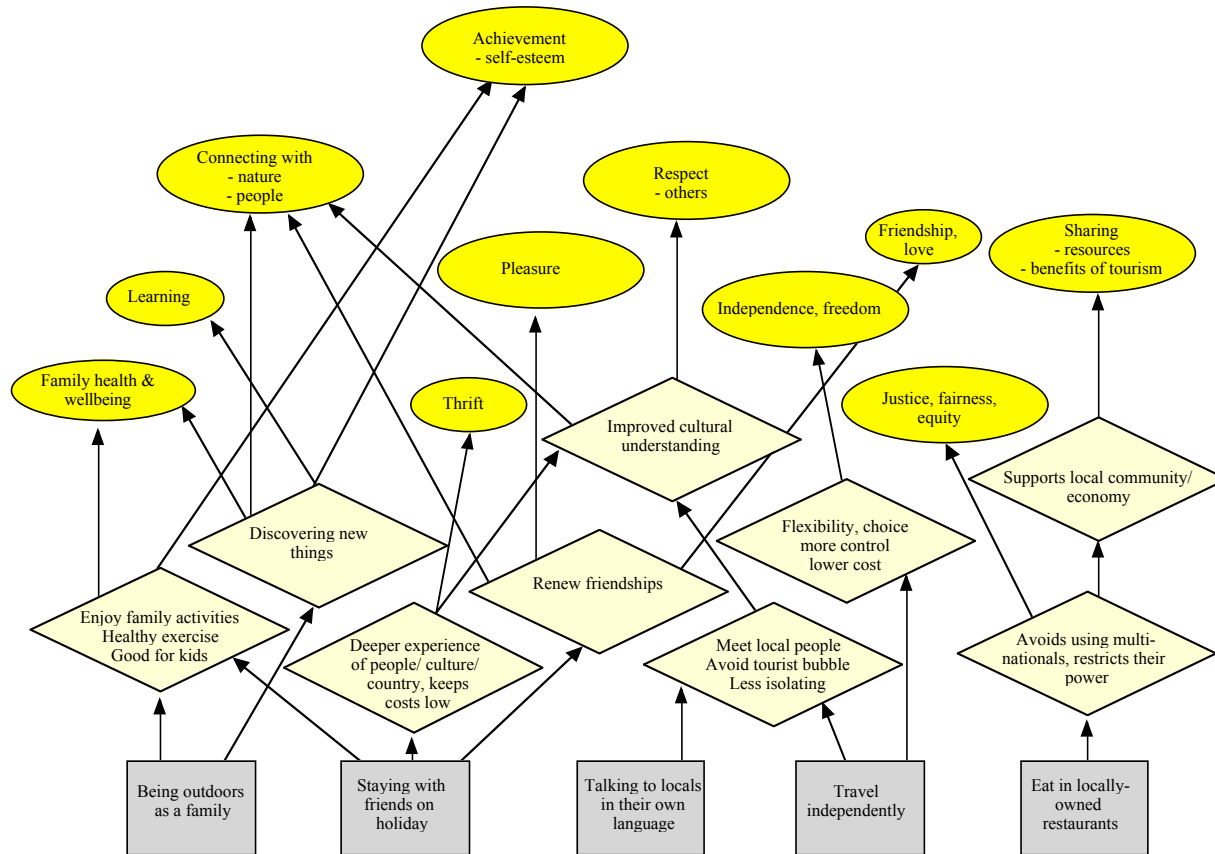 Achievement
- self-esteem
Connecting with
- nature
- people
Respect
- others
Friendship,
love
Sharing
- resources
- benefits of tourism
Pleasure
Learning
Independence, freedom
Family health &
wellbeing
Thrift
Justice, fairness,
equity
Improved cultural
understanding
Supports local community/
economy
Discovering new
things
Flexibility, choice
more control
lower cost
Renew friendships
Enjoy family activities
Healthy exercise
Good for kids
Deeper experience
of people/ culture/
country, keeps
costs low
Meet local people
Avoid tourist bubble
Less isolating
Avoids using multi-
nationals, restricts their
power
Being outdoors
as a family
Staying with
friends on
holiday
Talking to locals
in their own
language
Travel
independently
Eat in locally-
owned
restaurants